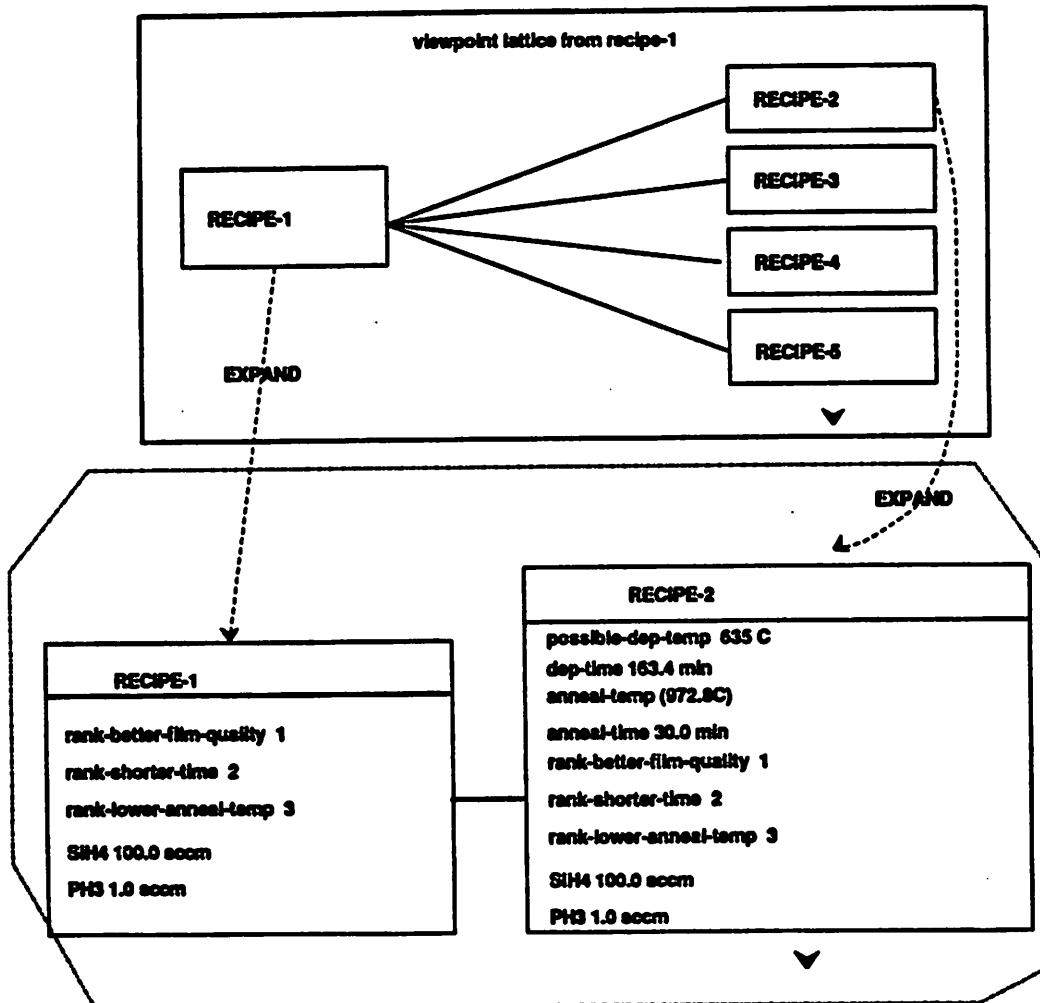 viewpoint lattice from recipe-1
RECIPE-2
RECIPE-3
RECIPE-1
RECIPE-4
RECIPE-5
EXPAND
EXPAND
RECIPE-2
possible-dep-temp 635 C
dep-time 163.4 min
anneal-temp (972.8C)
anneal-time 30.0 min
rank-better-film-quality 1
rank-shorter-time 2
rank-lower-anneal-temp 3
SiH4 100.0 sccm
PH3 1.0 sccm
RECIPE-1
rank-better-film-quality 1
rank-shorter-time 2
rank-lower-anneal-temp 3
SiH4 100.0 sccm
PH3 1.0 sccm